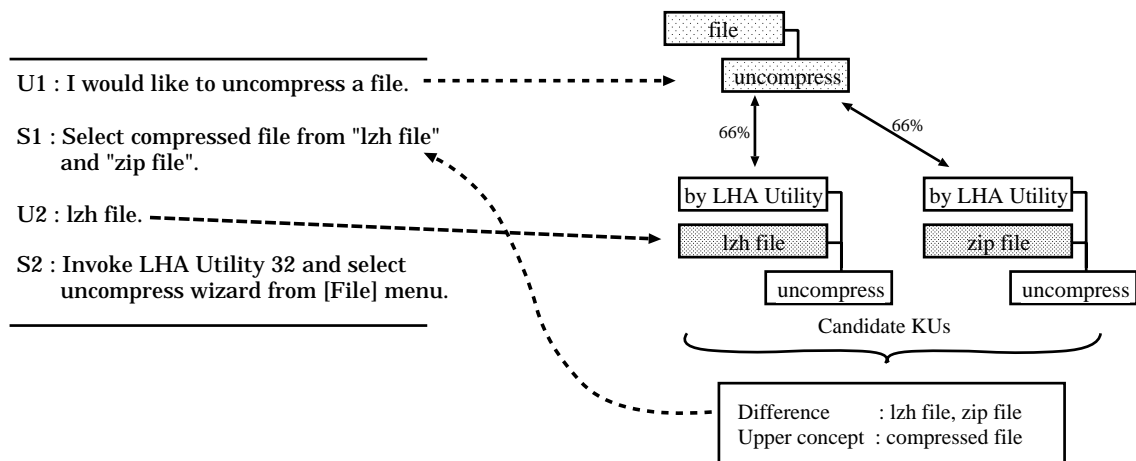 U1 : I would like to uncompress a file.
S1 : Select compressed file from "lzh file"
and "zip file".
U2 : lzh file.
S2 : Invoke LHA Utility 32 and select
uncompress wizard from [File] menu.
file
uncompress
66%
66%
by LHA Utility
lzh file
uncompress
by LHA Utility
zip file
uncompress
Candidate KUs
Difference : lzh file, zip file
Upper concept : compressed file